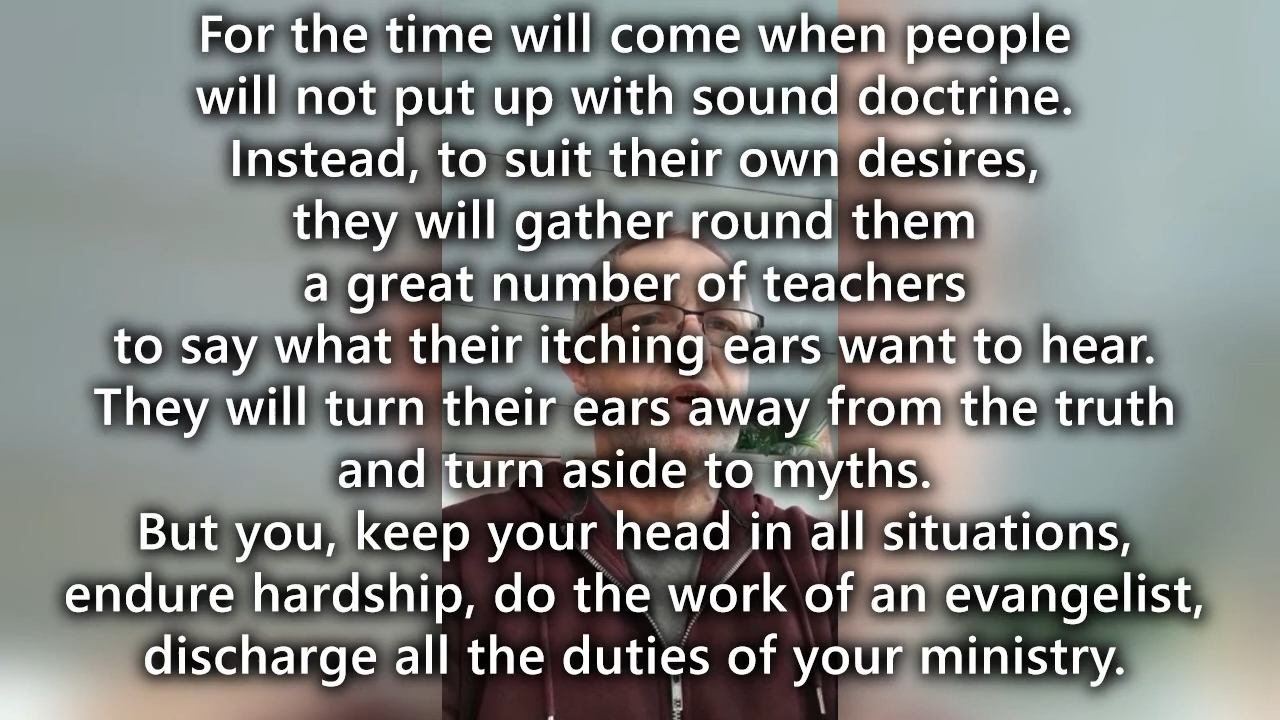 For the time will come when people
will not put up with sound doctrine.
Instead, to suit their own desires,
they will gather round them
a great number of teachers
to say what their itching ears want to hear.
They will turn their ears away from the truth
and turn aside to myths.
But you, keep your head in all situations,
endure hardship, do the work of an evangelist,
discharge all the duties of your ministry.